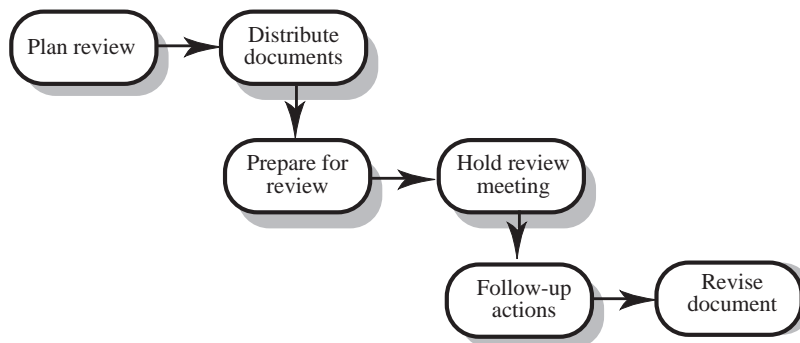 Plan review
Distribute
documents
Prepare for
review
Hold review
meeting
Follow-up
actions
Revise
document